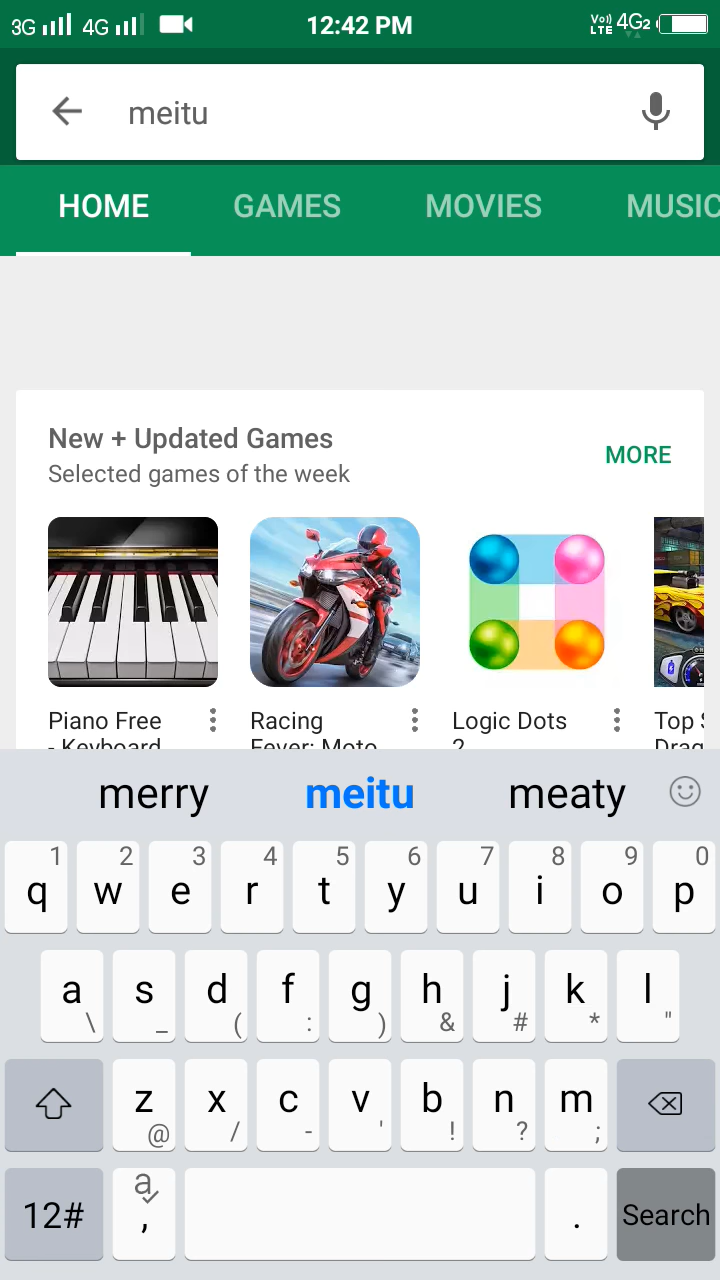 3G 4G 12:42 PM Vo)) LTE 4G2
meitu
HOME GAMES MOVIES MUSIC
New + Updated Games
MORE
Selected games of the week
Piano Free Racing Logic Dots Top
- Keyboard Fever: Moto 2 Drag
merry meitu meaty
1 2 3 4 5 6 7 8 9 0
q w e r t y u i o p
a s d f g h j k l
\ _ ( : ) & # * "
z x c v b n m
@ / - ' ! ? ;
12# a , . Search